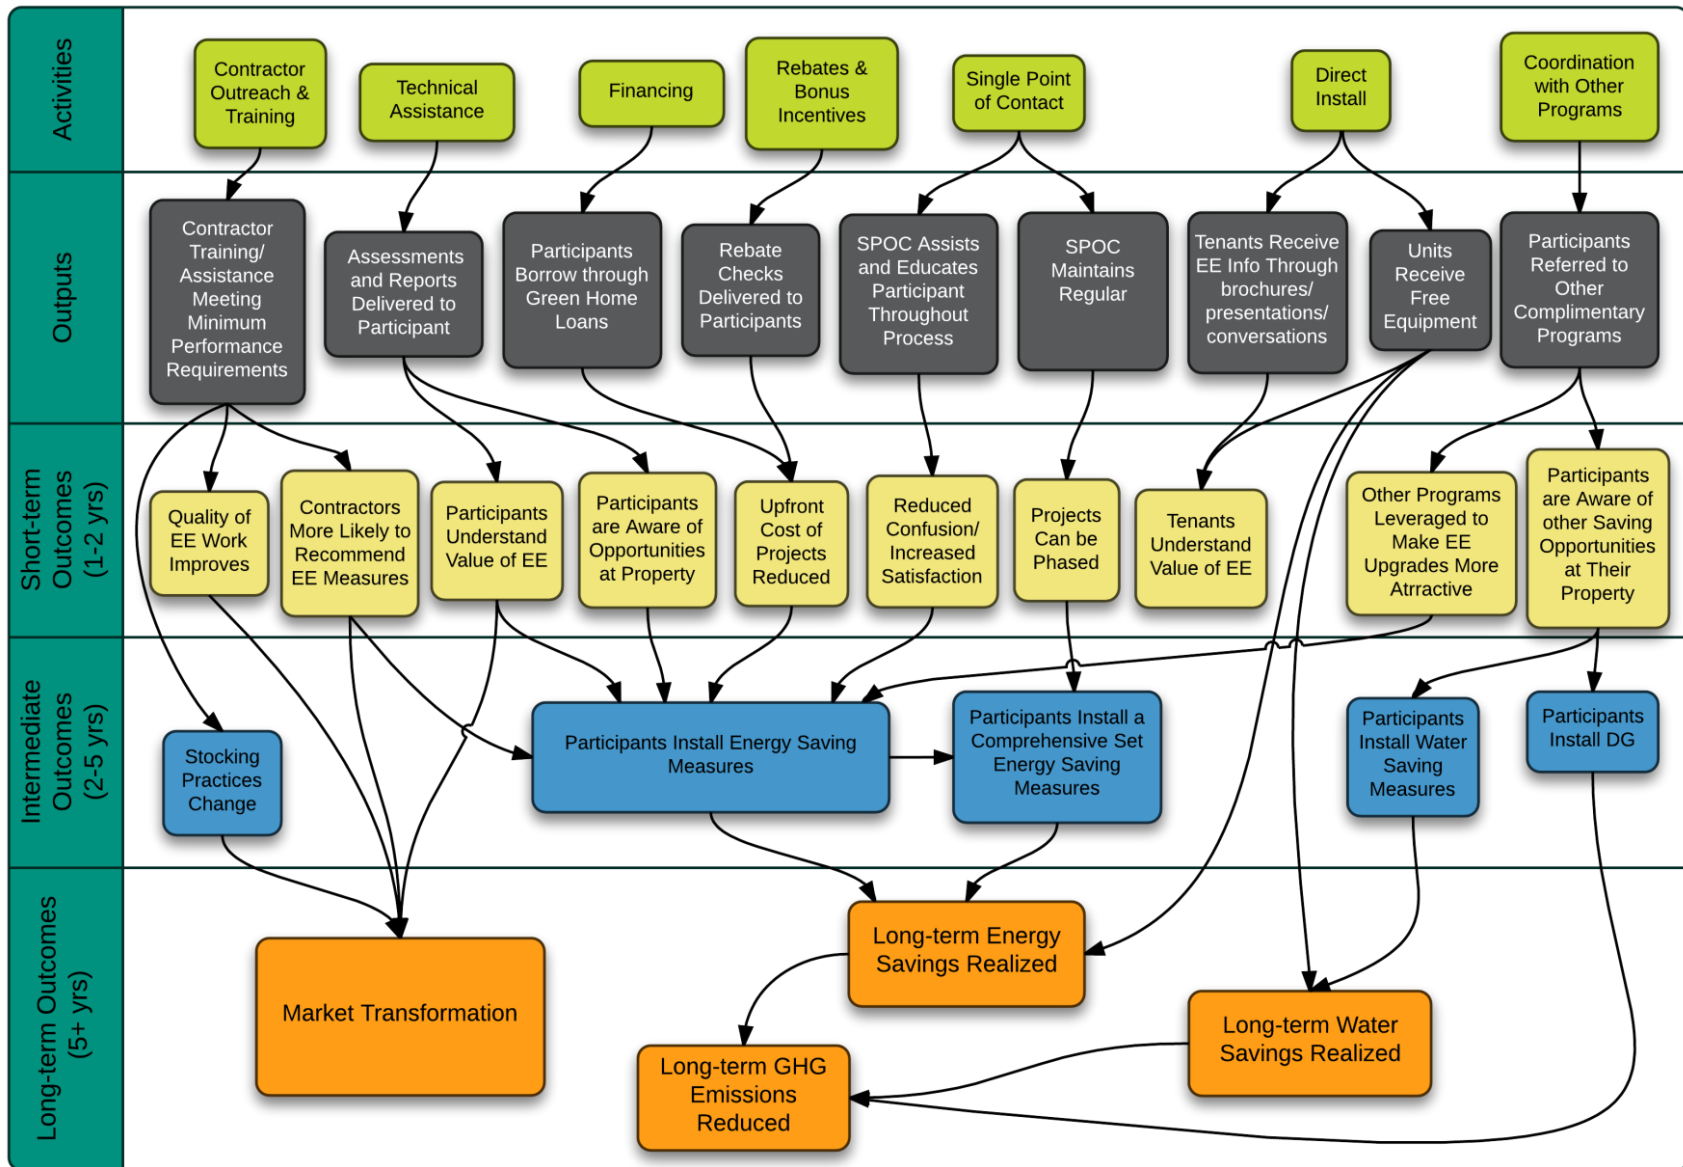 Activities
Contractor
Outreach &
Training
Technical
Assistance
Financing
Rebates &
Bonus
Incentives
Single Point
of Contact
Direct
Install
Coordination
with Other
Programs
Outputs
Contractor
Training/
Assistance
Meeting
Minimum
Performance
Requirements
Assessments
and Reports
Delivered to
Participant
Participants
Borrow through
Green Home
Loans
Rebate
Checks
Delivered to
Participants
SPOC Assists
and Educates
Participant
Throughout
Process
SPOC
Maintains
Regular
Tenants Receive
EE Info Through
brochures/
presentations/
conversations
Units
Receive
Free
Equipment
Participants
Referred to
Other
Complimentary
Programs
Short-term
Outcomes
(1-2 yrs)
Quality of
EE Work
Improves
Contractors
More Likely to
Recommend
EE Measures
Participants
Understand
Value of EE
Participants
are Aware of
Opportunities
at Property
Upfront
Cost of
Projects
Reduced
Reduced
Confusion/
Increased
Satisfaction
Projects
Can be
Phased
Tenants
Understand
Value of EE
Other Programs
Leveraged to
Make EE
Upgrades More
Atrractive
Participants
are Aware of
other Saving
Opportunities
at Their
Property
Intermediate
Outcomes
(2-5 yrs)
Stocking
Practices
Change
Participants Install Energy Saving
Measures
Participants Install a
Comprehensive Set
Energy Saving
Measures
Participants
Install Water
Saving
Measures
Participants
Install DG
Long-term Outcomes
(5+ yrs)
Market Transformation
Long-term Energy
Savings Realized
Long-term GHG
Emissions
Reduced
Long-term Water
Savings Realized